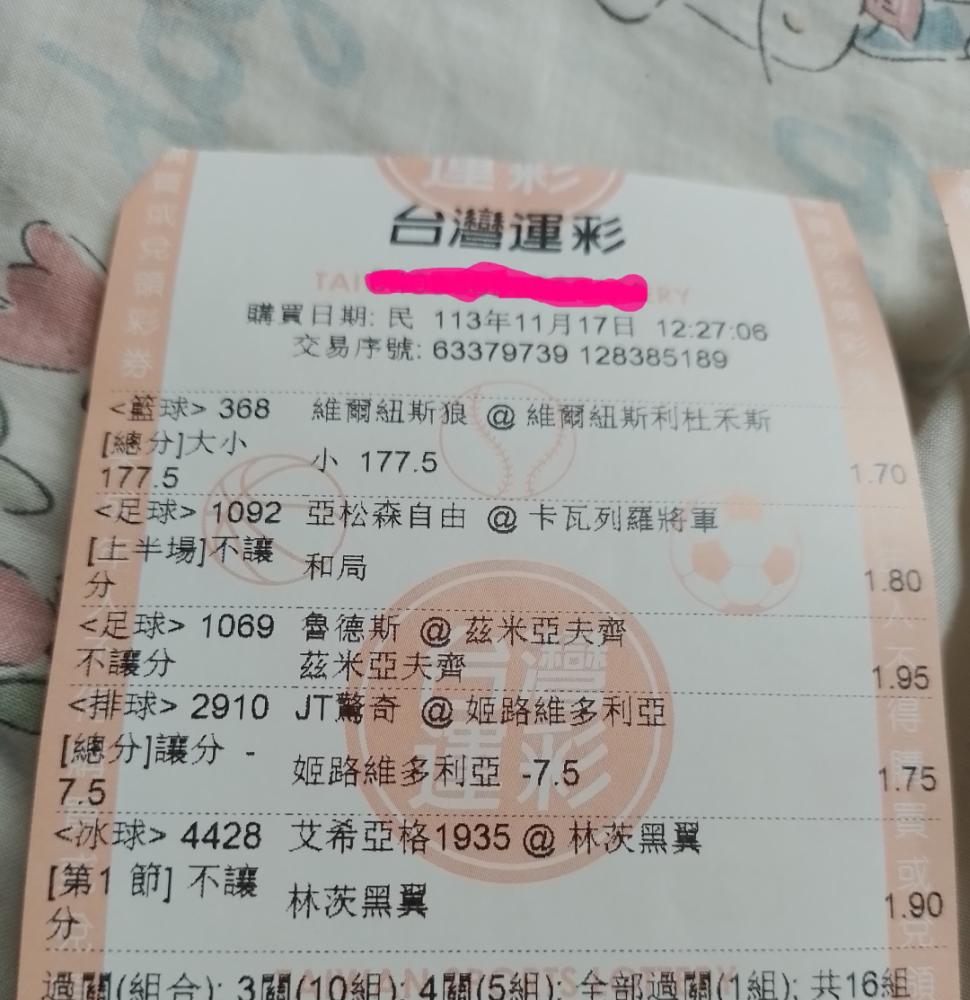 運彩
台灣運彩
購買日期: 民 113年11月17日 12:27:06
交易序號: 63379739 128385189
<籃球> 368 維爾紐斯狼 @ 維爾紐斯利杜禾斯
[總分]大小
177.5 小 177.5 1.70
<足球> 1092 亞松森自由 @ 卡瓦列羅將軍
[上半場]不讓
分 和局 1.80
<足球> 1069 魯德斯 @ 茲米亞夫齊
不讓分 茲米亞夫齊 1.95
<排球> 2910 JT驚奇 @ 姬路維多利亞
[總分]讓分 -
7.5 姬路維多利亞 -7.5 1.75
<冰球> 4428 艾希亞格1935 @ 林茨黑翼
[第1 節] 不讓
分 林茨黑翼 1.90
過關(組合): 3關(10組); 4關(5組); 全部過關(1組); 共16組